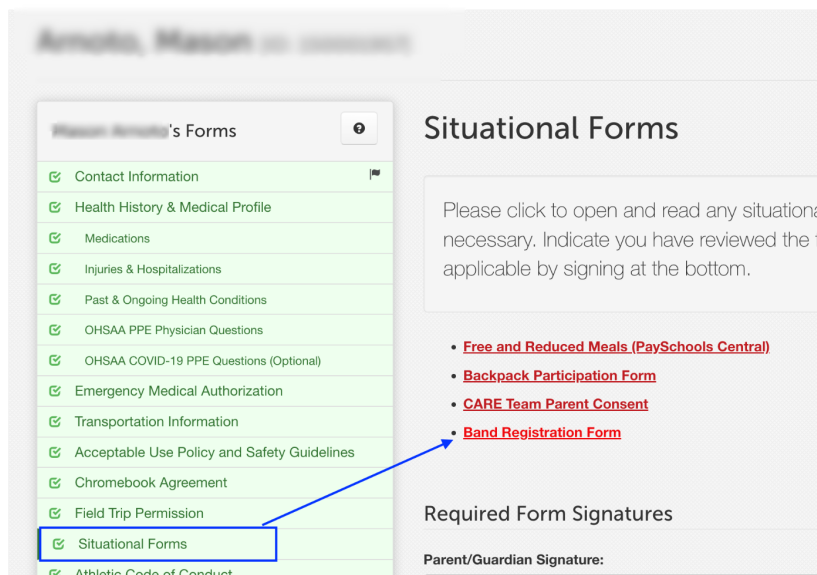 's Forms
Contact Information
Health History & Medical Profile
Medications
Injuries & Hospitalizations
Past & Ongoing Health Conditions
OHSAA PPE Physician Questions
OHSAA COVID-19 PPE Questions (Optional)
Emergency Medical Authorization
Transportation Information
Acceptable Use Policy and Safety Guidelines
Chromebook Agreement
Field Trip Permission
Situational Forms
Athletic Code of Conduct
Situational Forms
Please click to open and read any situationa
necessary. Indicate you have reviewed the
applicable by signing at the bottom.
Free and Reduced Meals (PaySchools Central)
Backpack Participation Form
CARE Team Parent Consent
Band Registration Form
Required Form Signatures
Parent/Guardian Signature: